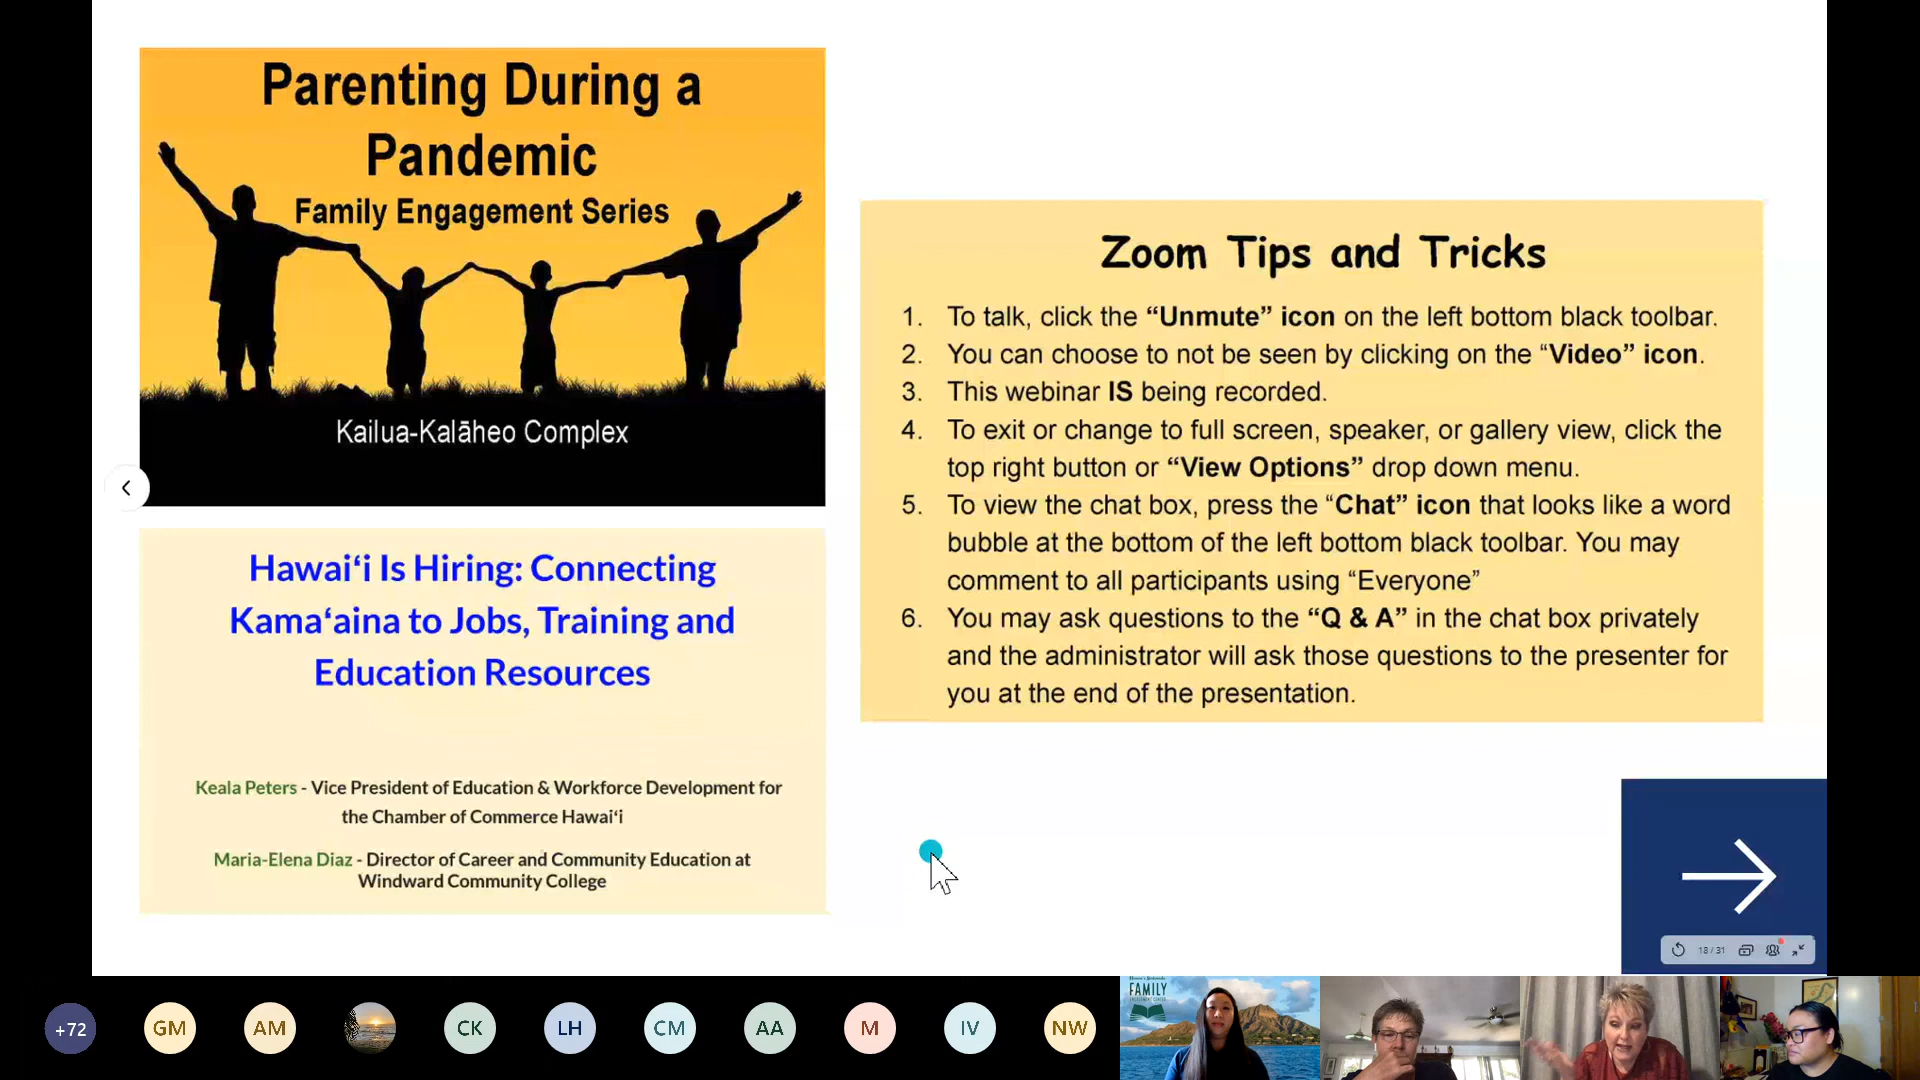 Parenting During a
Pandemic
Family Engagement Series
Kailua-Kalāheo Complex
Hawaiʻi Is Hiring: Connecting
Kamaʻaina to Jobs, Training and
Education Resources
Keala Peters - Vice President of Education & Workforce Development for
the Chamber of Commerce Hawaiʻi
Maria-Elena Diaz - Director of Career and Community Education at
Windward Community College
Zoom Tips and Tricks
1. To talk, click the “Unmute” icon on the left bottom black toolbar.
2. You can choose to not be seen by clicking on the “Video” icon.
3. This webinar IS being recorded.
4. To exit or change to full screen, speaker, or gallery view, click the
top right button or “View Options” drop down menu.
5. To view the chat box, press the “Chat” icon that looks like a word
bubble at the bottom of the left bottom black toolbar. You may
comment to all participants using “Everyone”
6. You may ask questions to the “Q & A” in the chat box privately
and the administrator will ask those questions to the presenter for
you at the end of the presentation.
18 / 31
+72
GM
AM
CK
LH
CM
AA
M
IV
NW
FAMILY